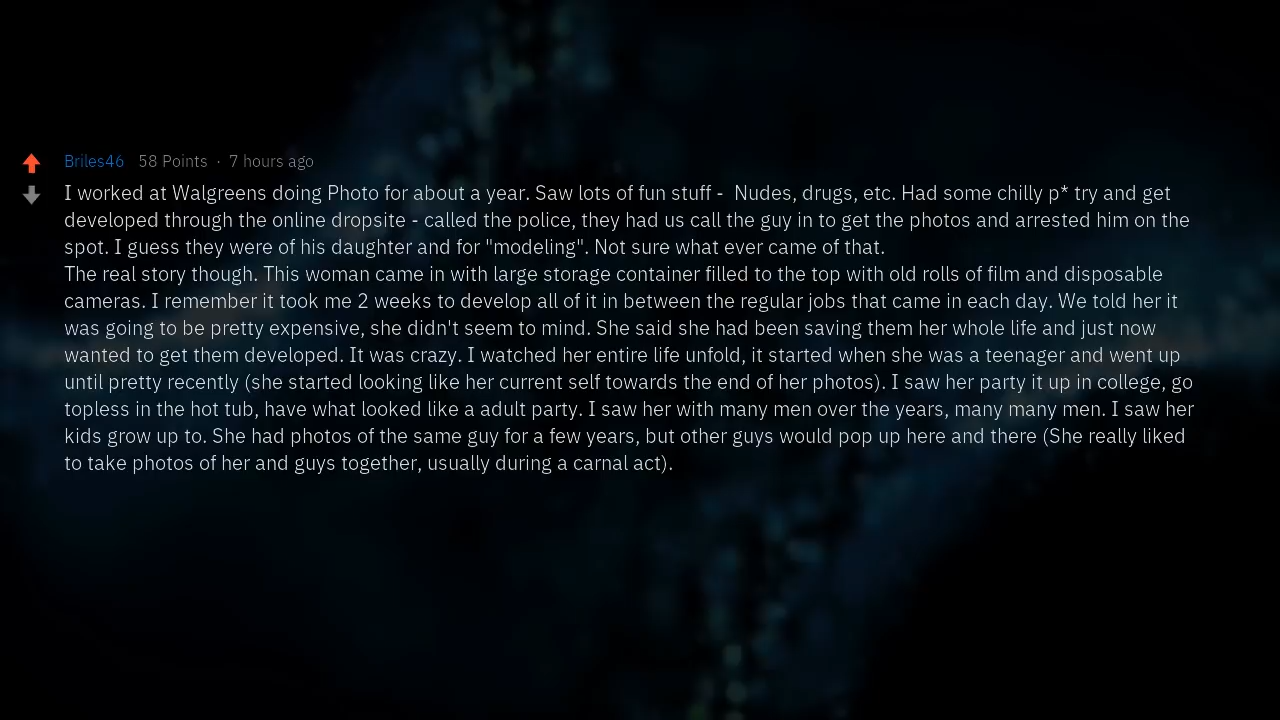 Briles46 58 Points · 7 hours ago
I worked at Walgreens doing Photo for about a year. Saw lots of fun stuff - Nudes, drugs, etc. Had some chilly p* try and get
developed through the online dropsite - called the police, they had us call the guy in to get the photos and arrested him on the
spot. I guess they were of his daughter and for "modeling". Not sure what ever came of that.
The real story though. This woman came in with large storage container filled to the top with old rolls of film and disposable
cameras. I remember it took me 2 weeks to develop all of it in between the regular jobs that came in each day. We told her it
was going to be pretty expensive, she didn't seem to mind. She said she had been saving them her whole life and just now
wanted to get them developed. It was crazy. I watched her entire life unfold, it started when she was a teenager and went up
until pretty recently (she started looking like her current self towards the end of her photos). I saw her party it up in college, go
topless in the hot tub, have what looked like a adult party. I saw her with many men over the years, many many men. I saw her
kids grow up to. She had photos of the same guy for a few years, but other guys would pop up here and there (She really liked
to take photos of her and guys together, usually during a carnal act).